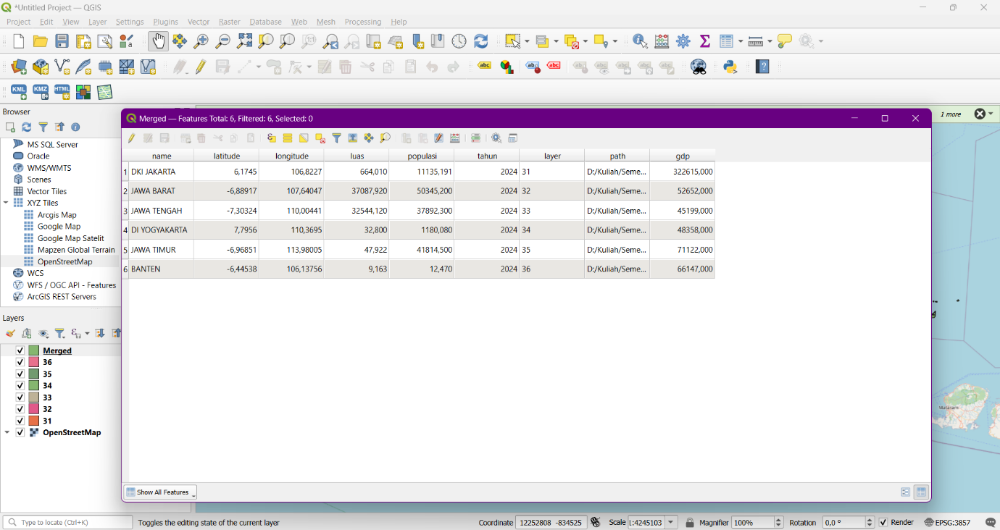 *Untitled Project — QGIS
Project Edit View Layer Settings Plugins Vector Raster Database Web Mesh Processing Help
KML KMZ HTML
Browser
MS SQL Server
Oracle
WMS/WMTS
Scenes
Vector Tiles
XYZ Tiles
Arcgis Map
Google Map
Google Map Satelit
Mapzen Global Terrain
OpenStreetMap
WCS
WFS / OGC API - Features
ArcGIS REST Servers
Layers
Merged
36
35
34
33
32
31
OpenStreetMap
1 more
Merged — Features Total: 6, Filtered: 6, Selected: 0
name latitude longitude luas populasi tahun layer path gdp
1 DKI JAKARTA 6,1745 106,8227 664,010 11135,191 2024 31 D:/Kuliah/Seme... 322615,000
2 JAWA BARAT -6,88917 107,64047 37087,920 50345,200 2024 32 D:/Kuliah/Seme... 52652,000
3 JAWA TENGAH -7,30324 110,00441 32544,120 37892,300 2024 33 D:/Kuliah/Seme... 45199,000
4 DI YOGYAKARTA 7,7956 110,3695 32,800 1180,080 2024 34 D:/Kuliah/Seme... 48358,000
5 JAWA TIMUR -6,96851 113,98005 47,922 41814,500 2024 35 D:/Kuliah/Seme... 71122,000
6 BANTEN -6,44538 106,13756 9,163 12,470 2024 36 D:/Kuliah/Seme... 66147,000
Show All Features
Mataram
Type to locate (Ctrl+K) Toggles the editing state of the current layer Coordinate 12252808 -834525 Scale 1:4245103 Magnifier 100% Rotation 0,0 ° Render EPSG:3857